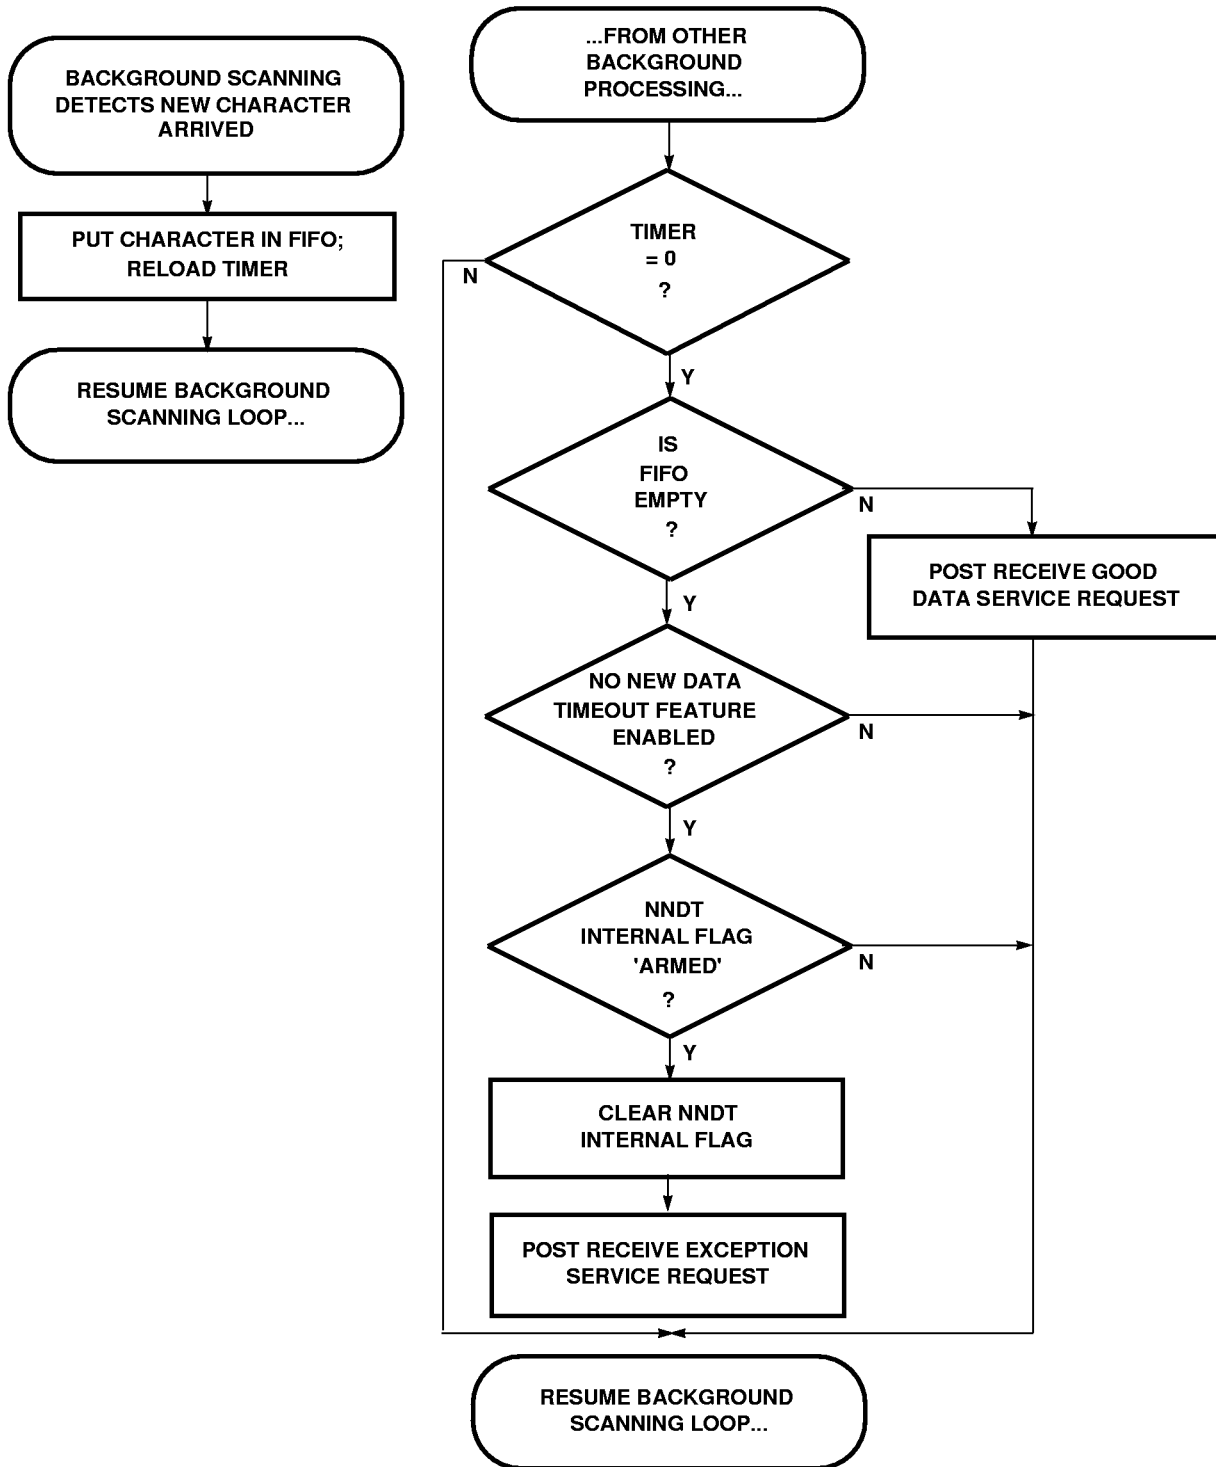 BACKGROUND SCANNING
DETECTS NEW CHARACTER
ARRIVED
PUT CHARACTER IN FIFO;
RELOAD TIMER
RESUME BACKGROUND
SCANNING LOOP...
...FROM OTHER
BACKGROUND
PROCESSING...
TIMER
= 0
?
N
Y
IS
FIFO
EMPTY
?
N
Y
POST RECEIVE GOOD
DATA SERVICE REQUEST
NO NEW DATA
TIMEOUT FEATURE
ENABLED
?
N
Y
NNDT
INTERNAL FLAG
'ARMED'
?
N
Y
CLEAR NNDT
INTERNAL FLAG
POST RECEIVE EXCEPTION
SERVICE REQUEST
RESUME BACKGROUND
SCANNING LOOP...